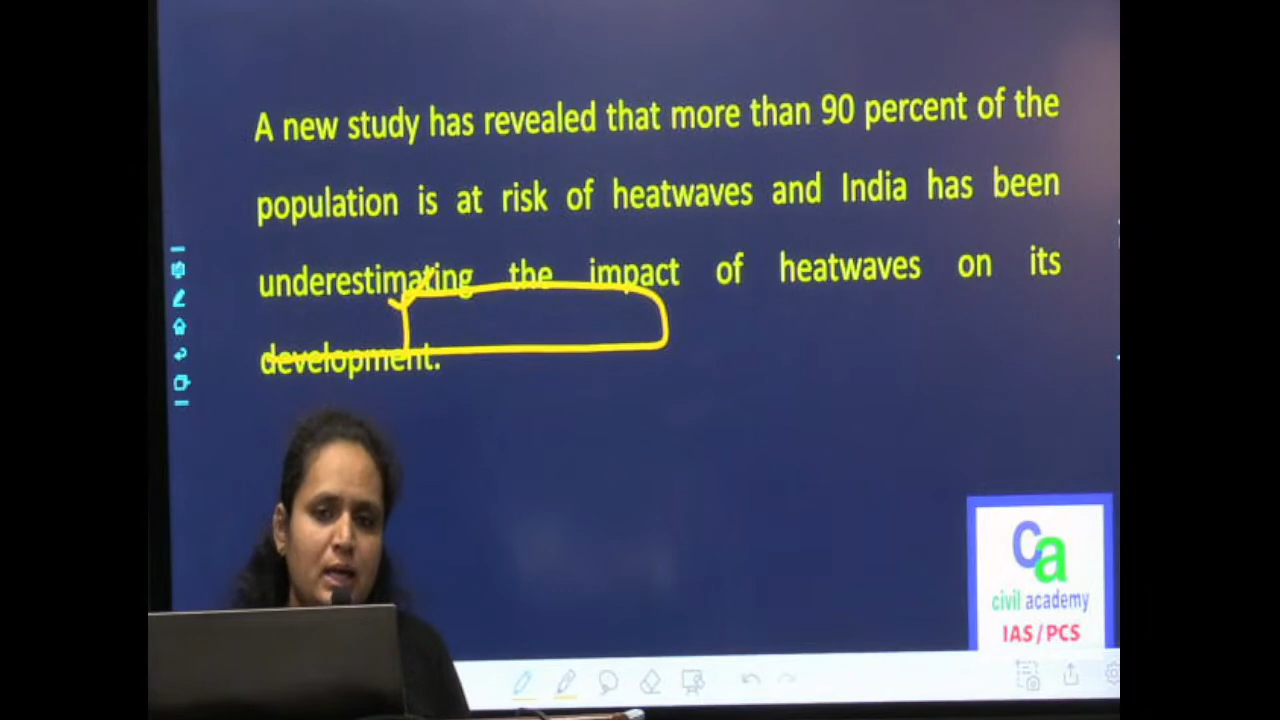 A new study has revealed that more than 90 percent of the
population is at risk of heatwaves and India has been
underestimating the impact of heatwaves on its
development.
ca
civil academy
IAS/PCS